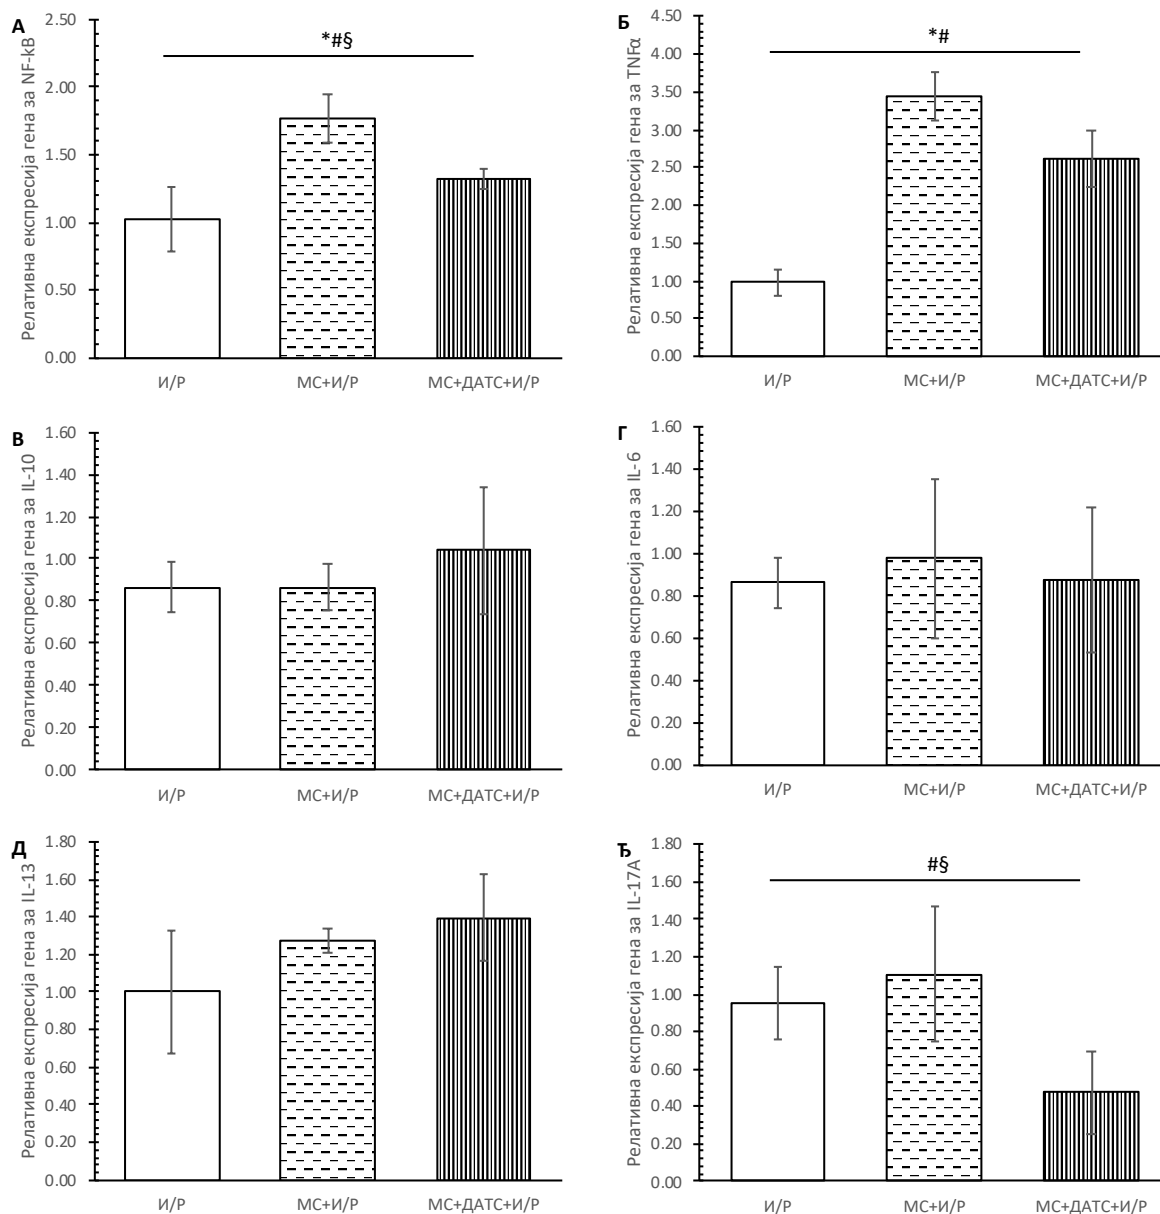 А
Релативна експресија гена за NF-kB
2.50
2.00
1.50
1.00
0.50
0.00
*#§
И/Р
МС+И/Р
МС+ДАТС+И/Р
Б
Релативна експресија гена за TNFα
4.50
4.00
3.50
3.00
2.50
2.00
1.50
1.00
0.50
0.00
*#
И/Р
МС+И/Р
МС+ДАТС+И/Р
В
Релативна експресија гена за IL-10
1.60
1.40
1.20
1.00
0.80
0.60
0.40
0.20
0.00
И/Р
МС+И/Р
МС+ДАТС+И/Р
Г
Релативна експресија гена за IL-6
1.60
1.40
1.20
1.00
0.80
0.60
0.40
0.20
0.00
И/Р
МС+И/Р
МС+ДАТС+И/Р
Д
Релативна експресија гена за IL-13
1.80
1.60
1.40
1.20
1.00
0.80
0.60
0.40
0.20
0.00
И/Р
МС+И/Р
МС+ДАТС+И/Р
Ђ
Релативна експресија гена за IL-17A
1.80
1.60
1.40
1.20
1.00
0.80
0.60
0.40
0.20
0.00
#§
И/Р
МС+И/Р
МС+ДАТС+И/Р